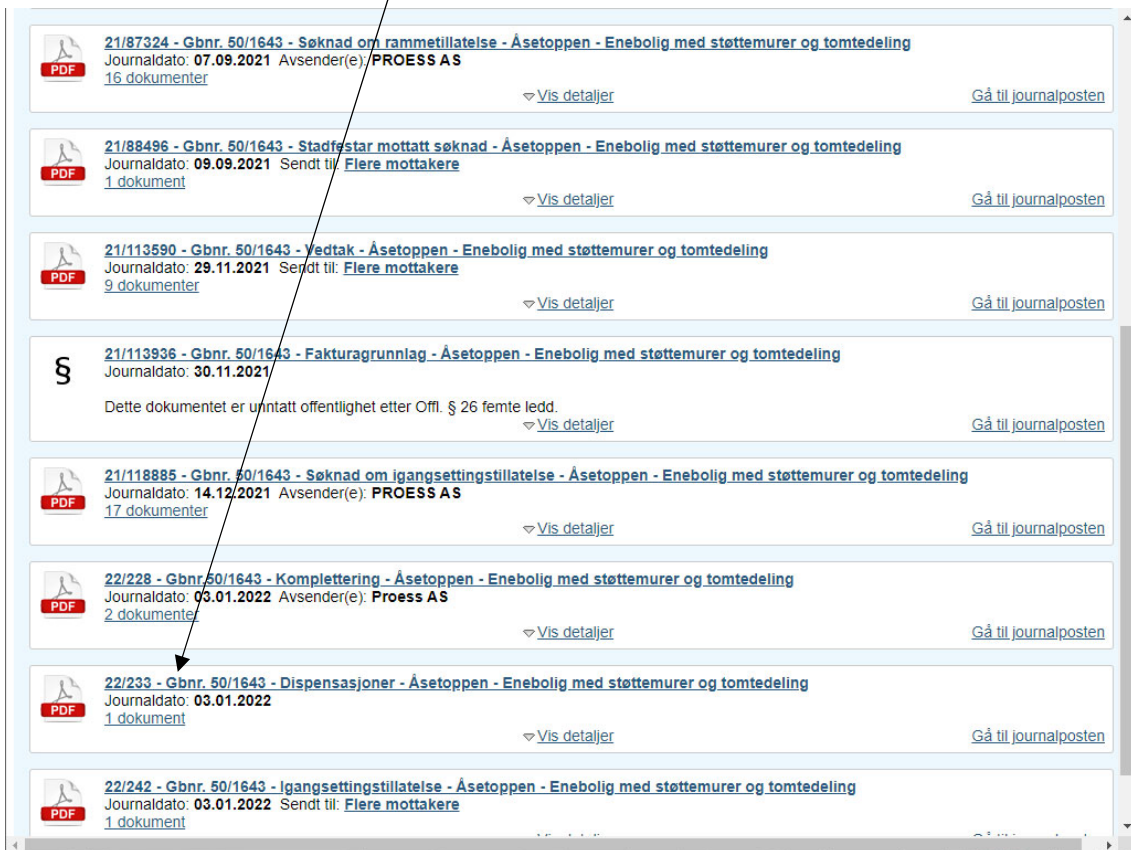 21/87324 - Gbnr. 50/1643 - Søknad om rammetillatelse - Åsetoppen - Enebolig med støttemurer og tomtedeling
PDF Journaldato: 07.09.2021 Avsender(e): PROESS AS
16 dokumenter
Vis detaljer Gå til journalposten
21/88496 - Gbnr. 50/1643 - Stadfestar mottatt søknad - Åsetoppen - Enebolig med støttemurer og tomtedeling
PDF Journaldato: 09.09.2021 Sendt til: Flere mottakere
1 dokument
Vis detaljer Gå til journalposten
21/113590 - Gbnr. 50/1643 - Vedtak - Åsetoppen - Enebolig med støttemurer og tomtedeling
PDF Journaldato: 29.11.2021 Sendt til: Flere mottakere
9 dokumenter
Vis detaljer Gå til journalposten
21/113936 - Gbnr. 50/1643 - Fakturagrunnlag - Åsetoppen - Enebolig med støttemurer og tomtedeling
§ Journaldato: 30.11.2021
Dette dokumentet er unntatt offentlighet etter Offl. § 26 femte ledd.
Vis detaljer Gå til journalposten
21/118885 - Gbnr. 50/1643 - Søknad om igangsettingstillatelse - Åsetoppen - Enebolig med støttemurer og tomtedeling
PDF Journaldato: 14.12.2021 Avsender(e): PROESS AS
17 dokumenter
Vis detaljer Gå til journalposten
22/228 - Gbnr. 50/1643 - Komplettering - Åsetoppen - Enebolig med støttemurer og tomtedeling
PDF Journaldato: 03.01.2022 Avsender(e): Proess AS
2 dokumenter
Vis detaljer Gå til journalposten
22/233 - Gbnr. 50/1643 - Dispensasjoner - Åsetoppen - Enebolig med støttemurer og tomtedeling
PDF Journaldato: 03.01.2022
1 dokument
Vis detaljer Gå til journalposten
22/242 - Gbnr. 50/1643 - Igangsettingstillatelse - Åsetoppen - Enebolig med støttemurer og tomtedeling
PDF Journaldato: 03.01.2022 Sendt til: Flere mottakere
1 dokument